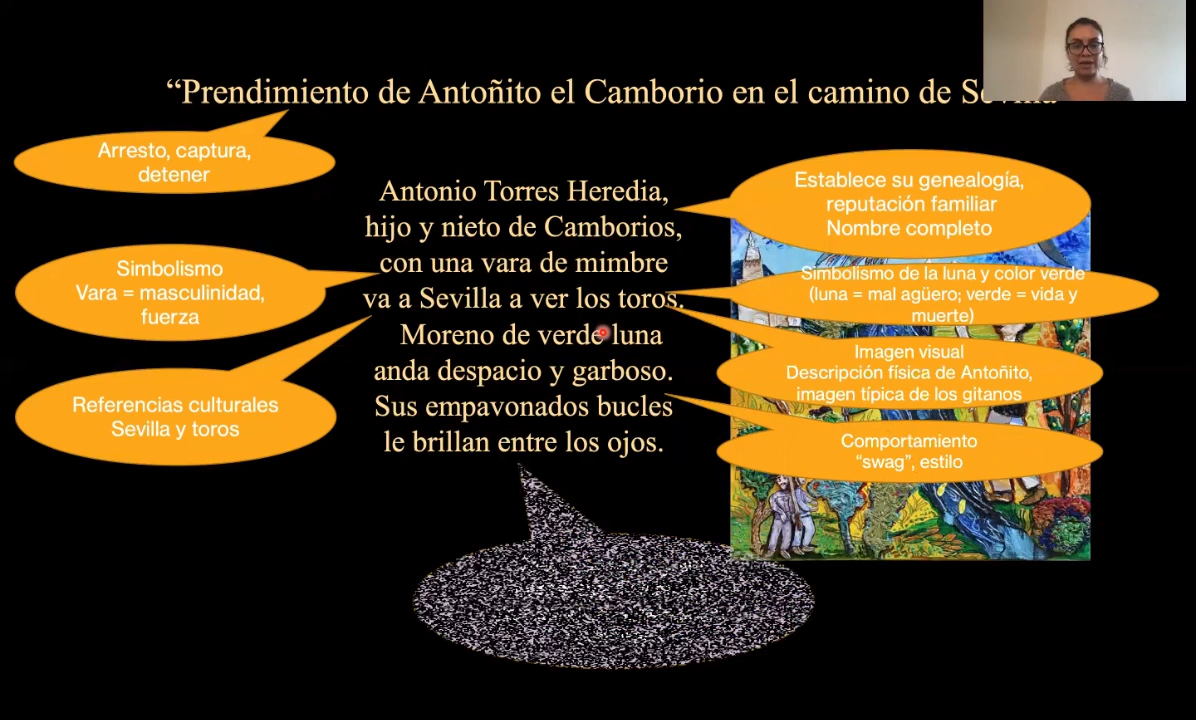 “Prendimiento de Antoñito el Camborio en el camino de
Arresto, captura,
detener
Antonio Torres Heredia,
hijo y nieto de Camborios,
con una vara de mimbre
va a Sevilla a ver los toros.
Moreno de verde luna
anda despacio y garboso.
Sus empavonados bucles
le brillan entre los ojos.
Simbolismo
Vara = masculinidad,
fuerza
Referencias culturales
Sevilla y toros
Establece su genealogía,
reputación familiar
Nombre completo
Simbolismo de la luna y color verde
(luna = mal agüero; verde = vida y
muerte)
Imagen visual
Descripción física de Antoñito,
imagen típica de los gitanos
Comportamiento
“swag”, estilo